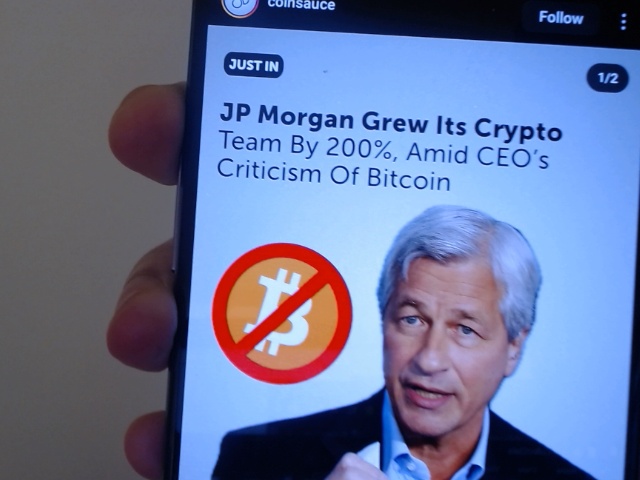 coinsauce
Follow
JUST IN
1/2
JP Morgan Grew Its Crypto
Team By 200%, Amid CEO's
Criticism Of Bitcoin